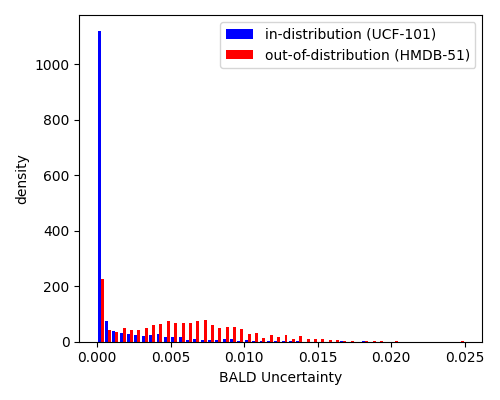 in-distribution (UCF-101)
out-of-distribution (HMDB-51)
density
1000
800
600
400
200
0
0.000 0.005 0.010 0.015 0.020 0.025
BALD Uncertainty